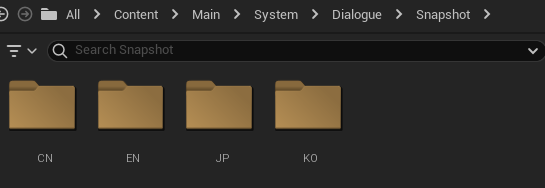 All > Content > Main > System > Dialogue > Snapshot >
Search Snapshot
CN EN JP KO